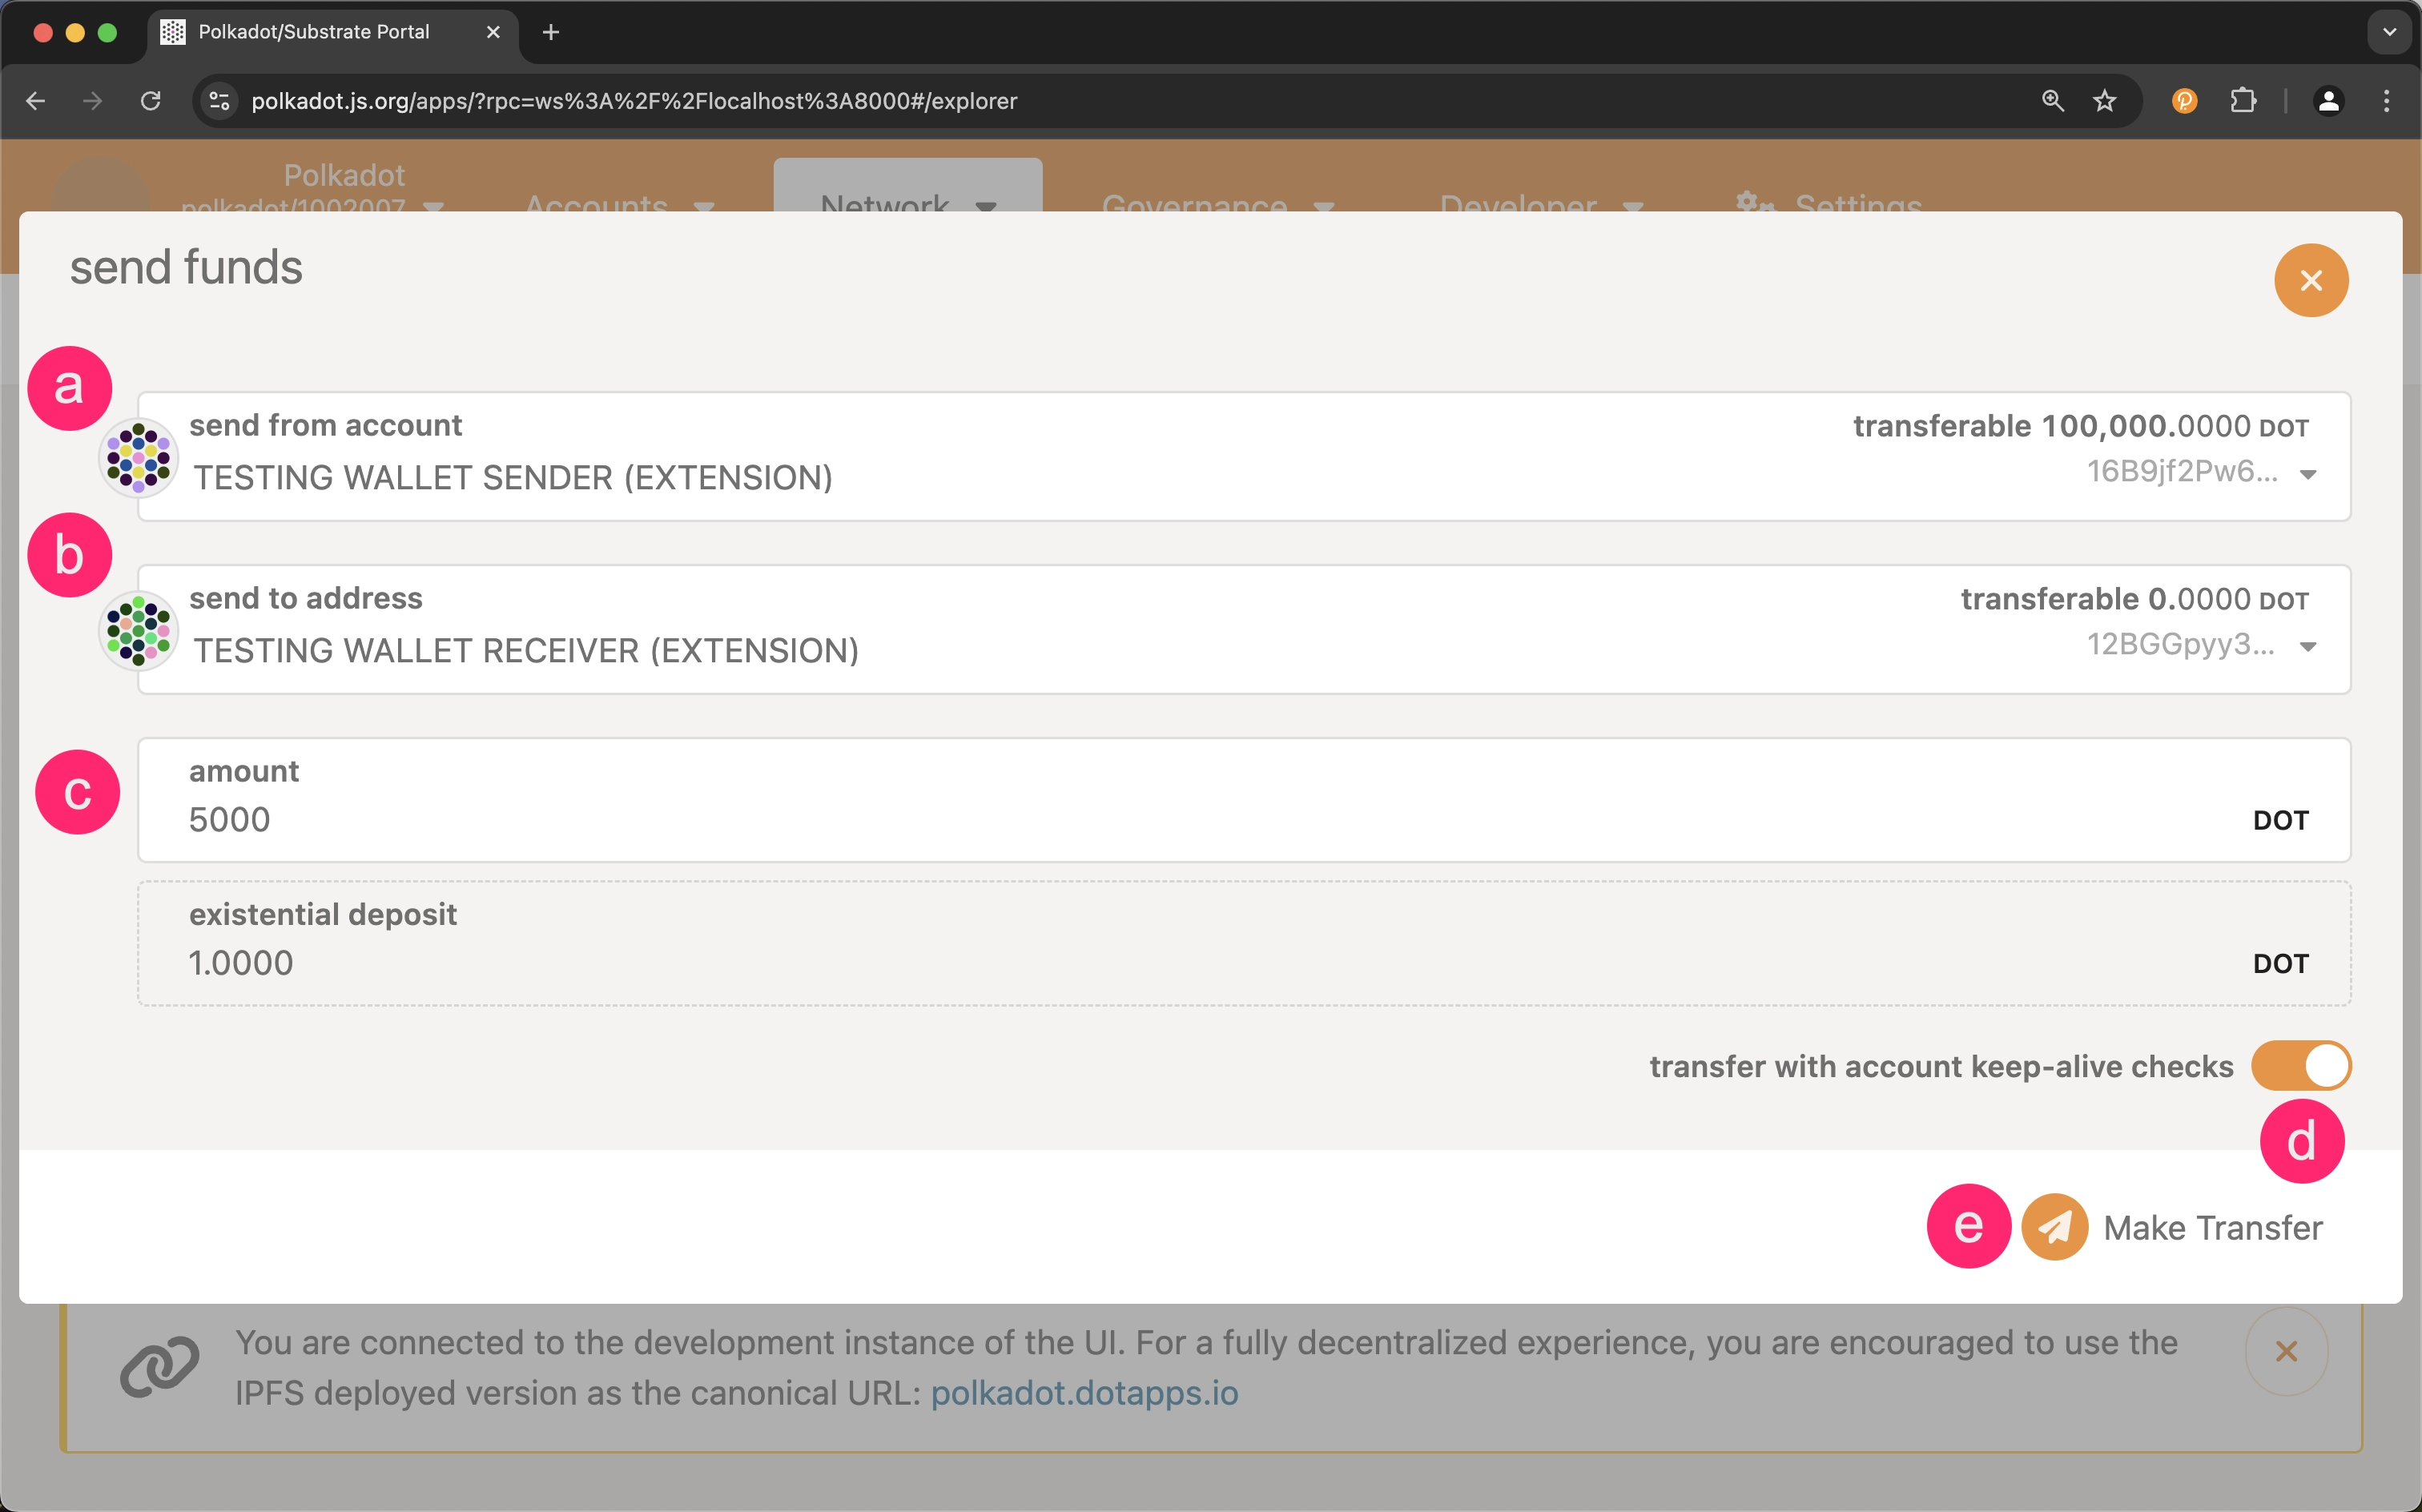 Polkadot/Substrate Portal
polkadot.js.org/apps/?rpc=ws%3A%2F%2Flocalhost%3A8000#/explorer
Polkadot
polkadot/1002007
Accounts
Network
Governance
Developer
Settings
send funds
a
send from account
transferable 100,000.0000 DOT
TESTING WALLET SENDER (EXTENSION)
16B9jf2Pw6...
b
send to address
transferable 0.0000 DOT
TESTING WALLET RECEIVER (EXTENSION)
12BGGpyy3...
c
amount
5000
DOT
existential deposit
1.0000
DOT
transfer with account keep-alive checks
d
e
Make Transfer
You are connected to the development instance of the UI. For a fully decentralized experience, you are encouraged to use the
IPFS deployed version as the canonical URL: polkadot.dotapps.io